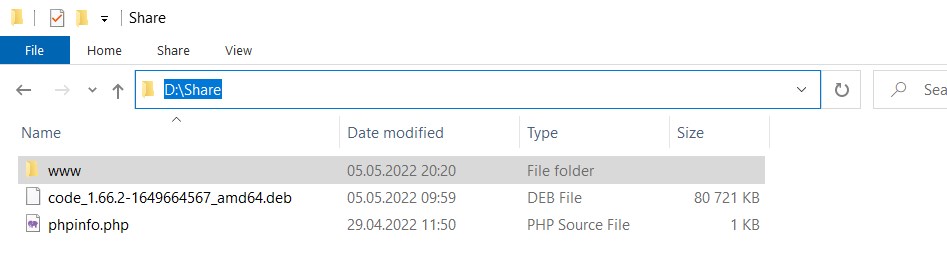 Share
File Home Share View
D:\Share
Name Date modified Type Size
www 05.05.2022 20:20 File folder
code_1.66.2-1649664567_amd64.deb 05.05.2022 09:59 DEB File 80 721 KB
phpinfo.php 29.04.2022 11:50 PHP Source File 1 KB